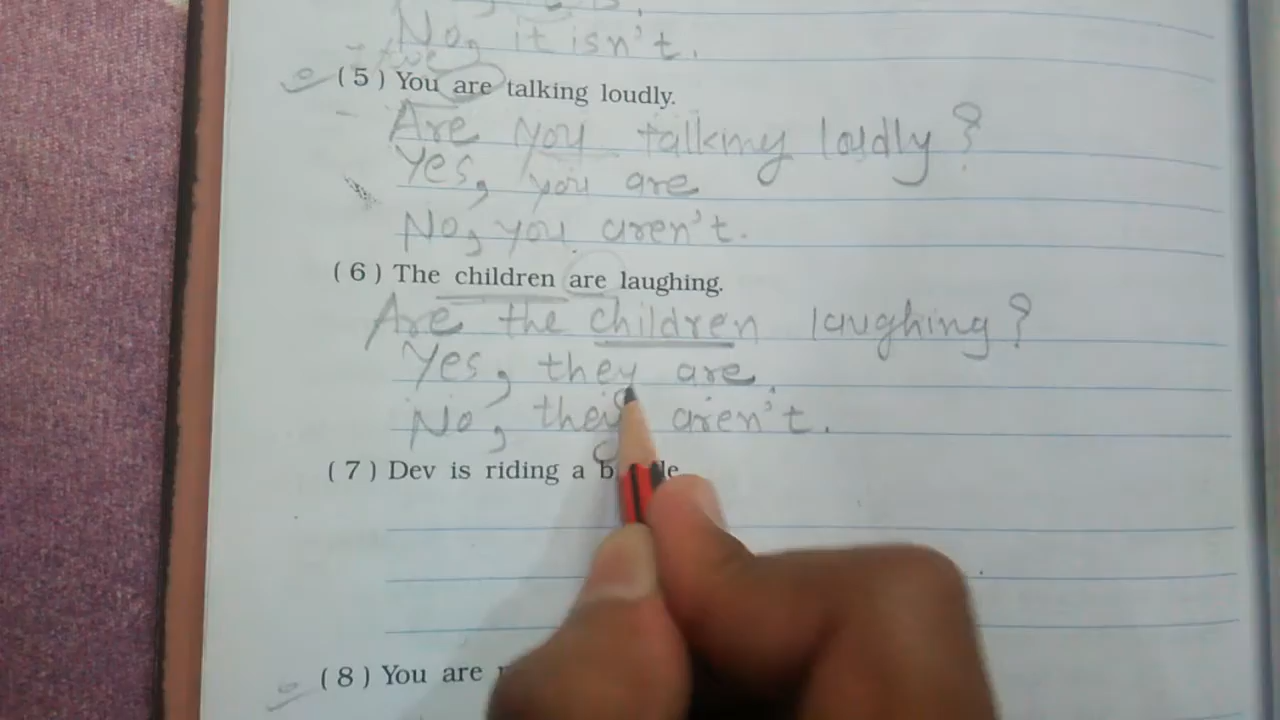 No, it isn't.
(5) You are talking loudly.
Are you talking loudly?
Yes, you are
No, you aren't.
(6) The children are laughing.
Are the children laughing?
Yes, they are.
No, they aren't.
(7) Dev is riding a
(8) You are